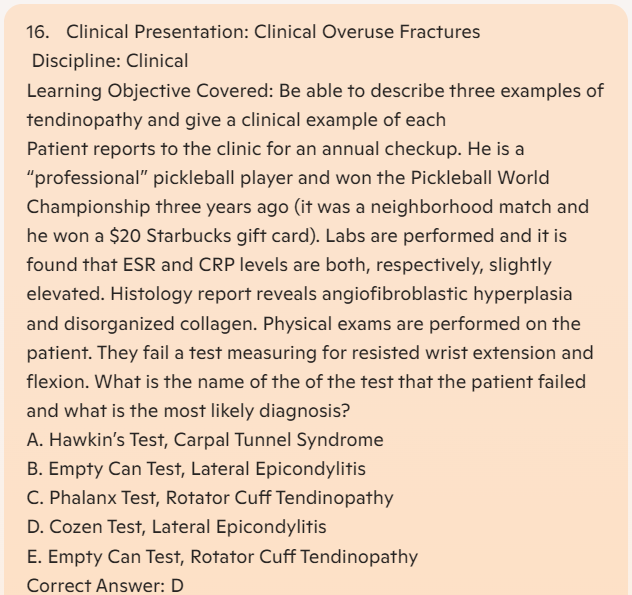 16. Clinical Presentation: Clinical Overuse Fractures
Discipline: Clinical
Learning Objective Covered: Be able to describe three examples of
tendinopathy and give a clinical example of each
Patient reports to the clinic for an annual checkup. He is a
“professional” pickleball player and won the Pickleball World
Championship three years ago (it was a neighborhood match and
he won a $20 Starbucks gift card). Labs are performed and it is
found that ESR and CRP levels are both, respectively, slightly
elevated. Histology report reveals angiofibroblastic hyperplasia
and disorganized collagen. Physical exams are performed on the
patient. They fail a test measuring for resisted wrist extension and
flexion. What is the name of the of the test that the patient failed
and what is the most likely diagnosis?
A. Hawkin’s Test, Carpal Tunnel Syndrome
B. Empty Can Test, Lateral Epicondylitis
C. Phalanx Test, Rotator Cuff Tendinopathy
D. Cozen Test, Lateral Epicondylitis
E. Empty Can Test, Rotator Cuff Tendinopathy
Correct Answer: D